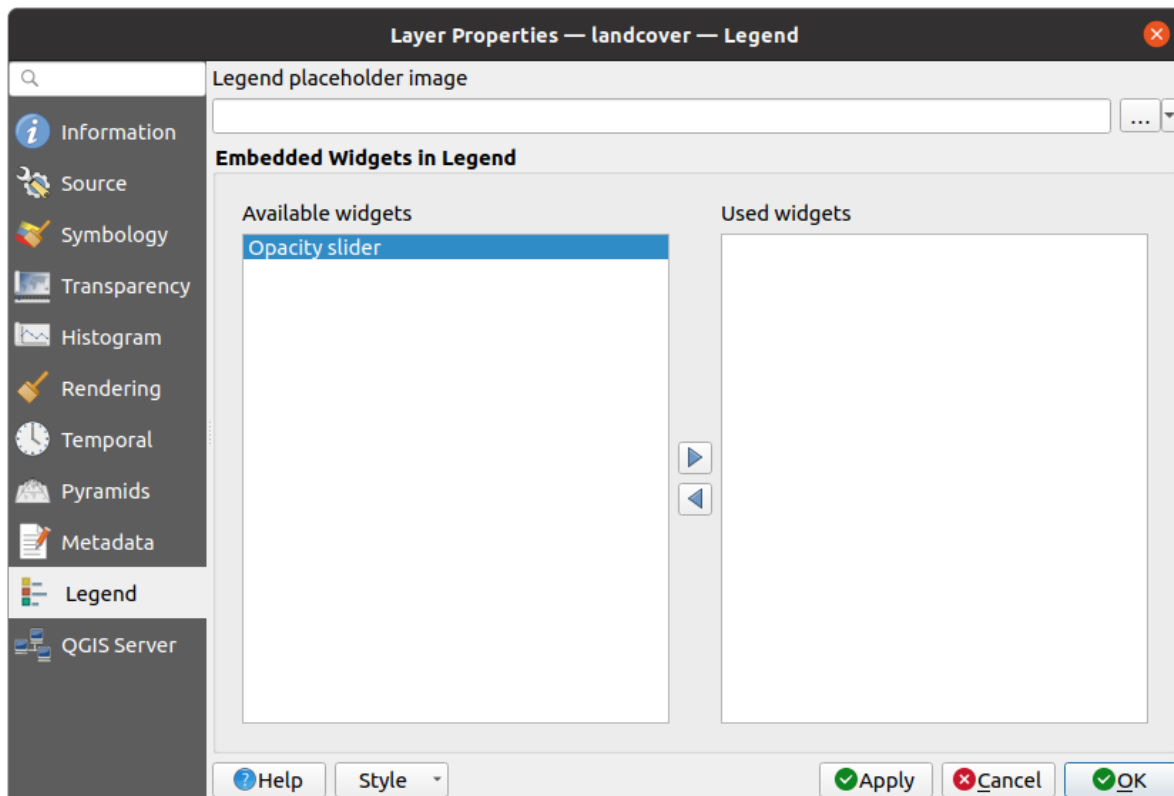 Layer Properties — landcover — Legend
Legend placeholder image
...
Information
Source
Symbology
Transparency
Histogram
Rendering
Temporal
Pyramids
Metadata
Legend
QGIS Server
Embedded Widgets in Legend
Available widgets
Opacity slider
Used widgets
Help
Style
Apply
Cancel
OK